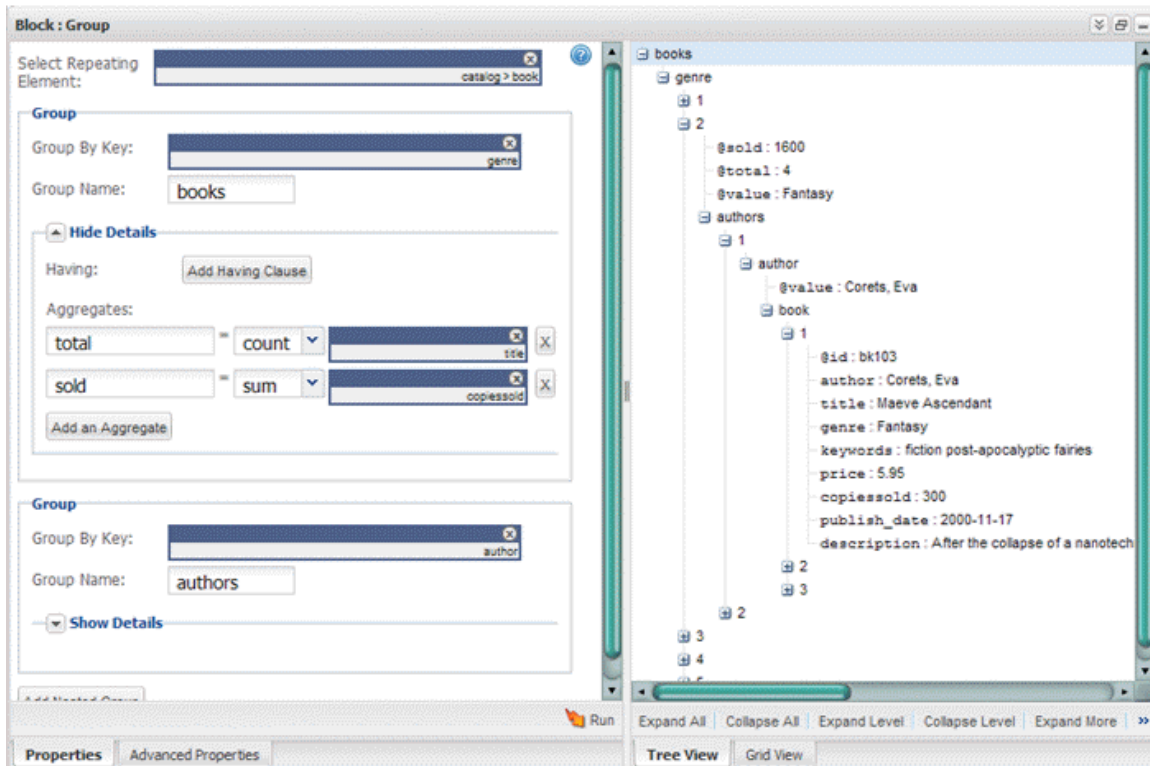 Block : Group
Select Repeating
Element:
catalog > book
Group
Group By Key:
genre
Group Name:
books
Hide Details
Having:
Add Having Clause
Aggregates:
total = count
title
X
sold = sum
copiessold
X
Add an Aggregate
Group
Group By Key:
author
Group Name:
authors
Show Details
Add Nested Group
Run
Properties
Advanced Properties
books
genre
1
2
@sold : 1600
@total : 4
@value : Fantasy
authors
1
author
@value : Corets, Eva
book
1
@id : bk103
author : Corets, Eva
title : Maeve Ascendant
genre : Fantasy
keywords : fiction post-apocalyptic fairies
price : 5.95
copiessold : 300
publish_date : 2000-11-17
description : After the collapse of a nanotech
2
3
2
3
4
5
Expand All
Collapse All
Expand Level
Collapse Level
Expand More
»
Tree View
Grid View